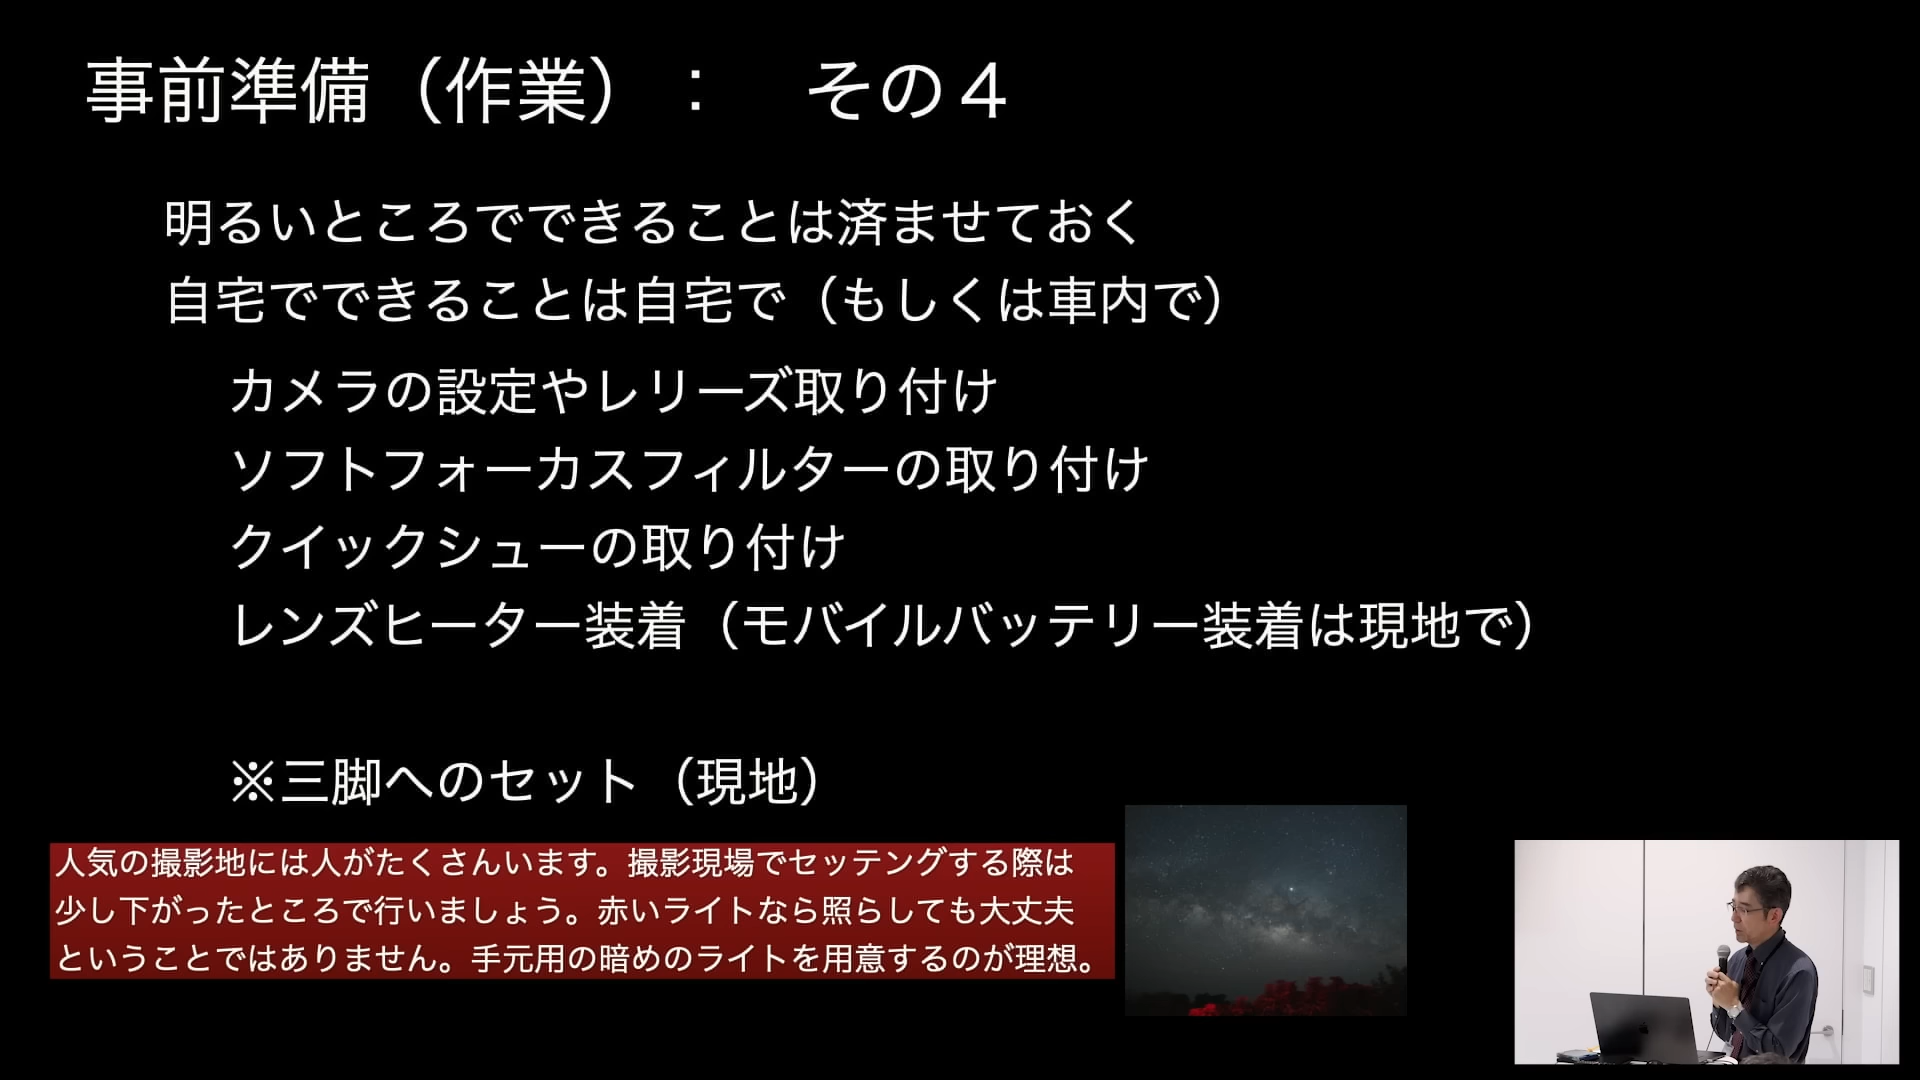 事前準備（作業）：　その４
明るいところでできることは済ませておく
自宅でできることは自宅で（もしくは車内で）
カメラの設定やレリーズ取り付け
ソフトフォーカスフィルターの取り付け
クイックシューの取り付け
レンズヒーター装着（モバイルバッテリー装着は現地で）
※三脚へのセット（現地）
人気の撮影地には人がたくさんいます。撮影現場でセッテングする際は
少し下がったところで行いましょう。赤いライトなら照らしても大丈夫
ということではありません。手元用の暗めのライトを用意するのが理想。